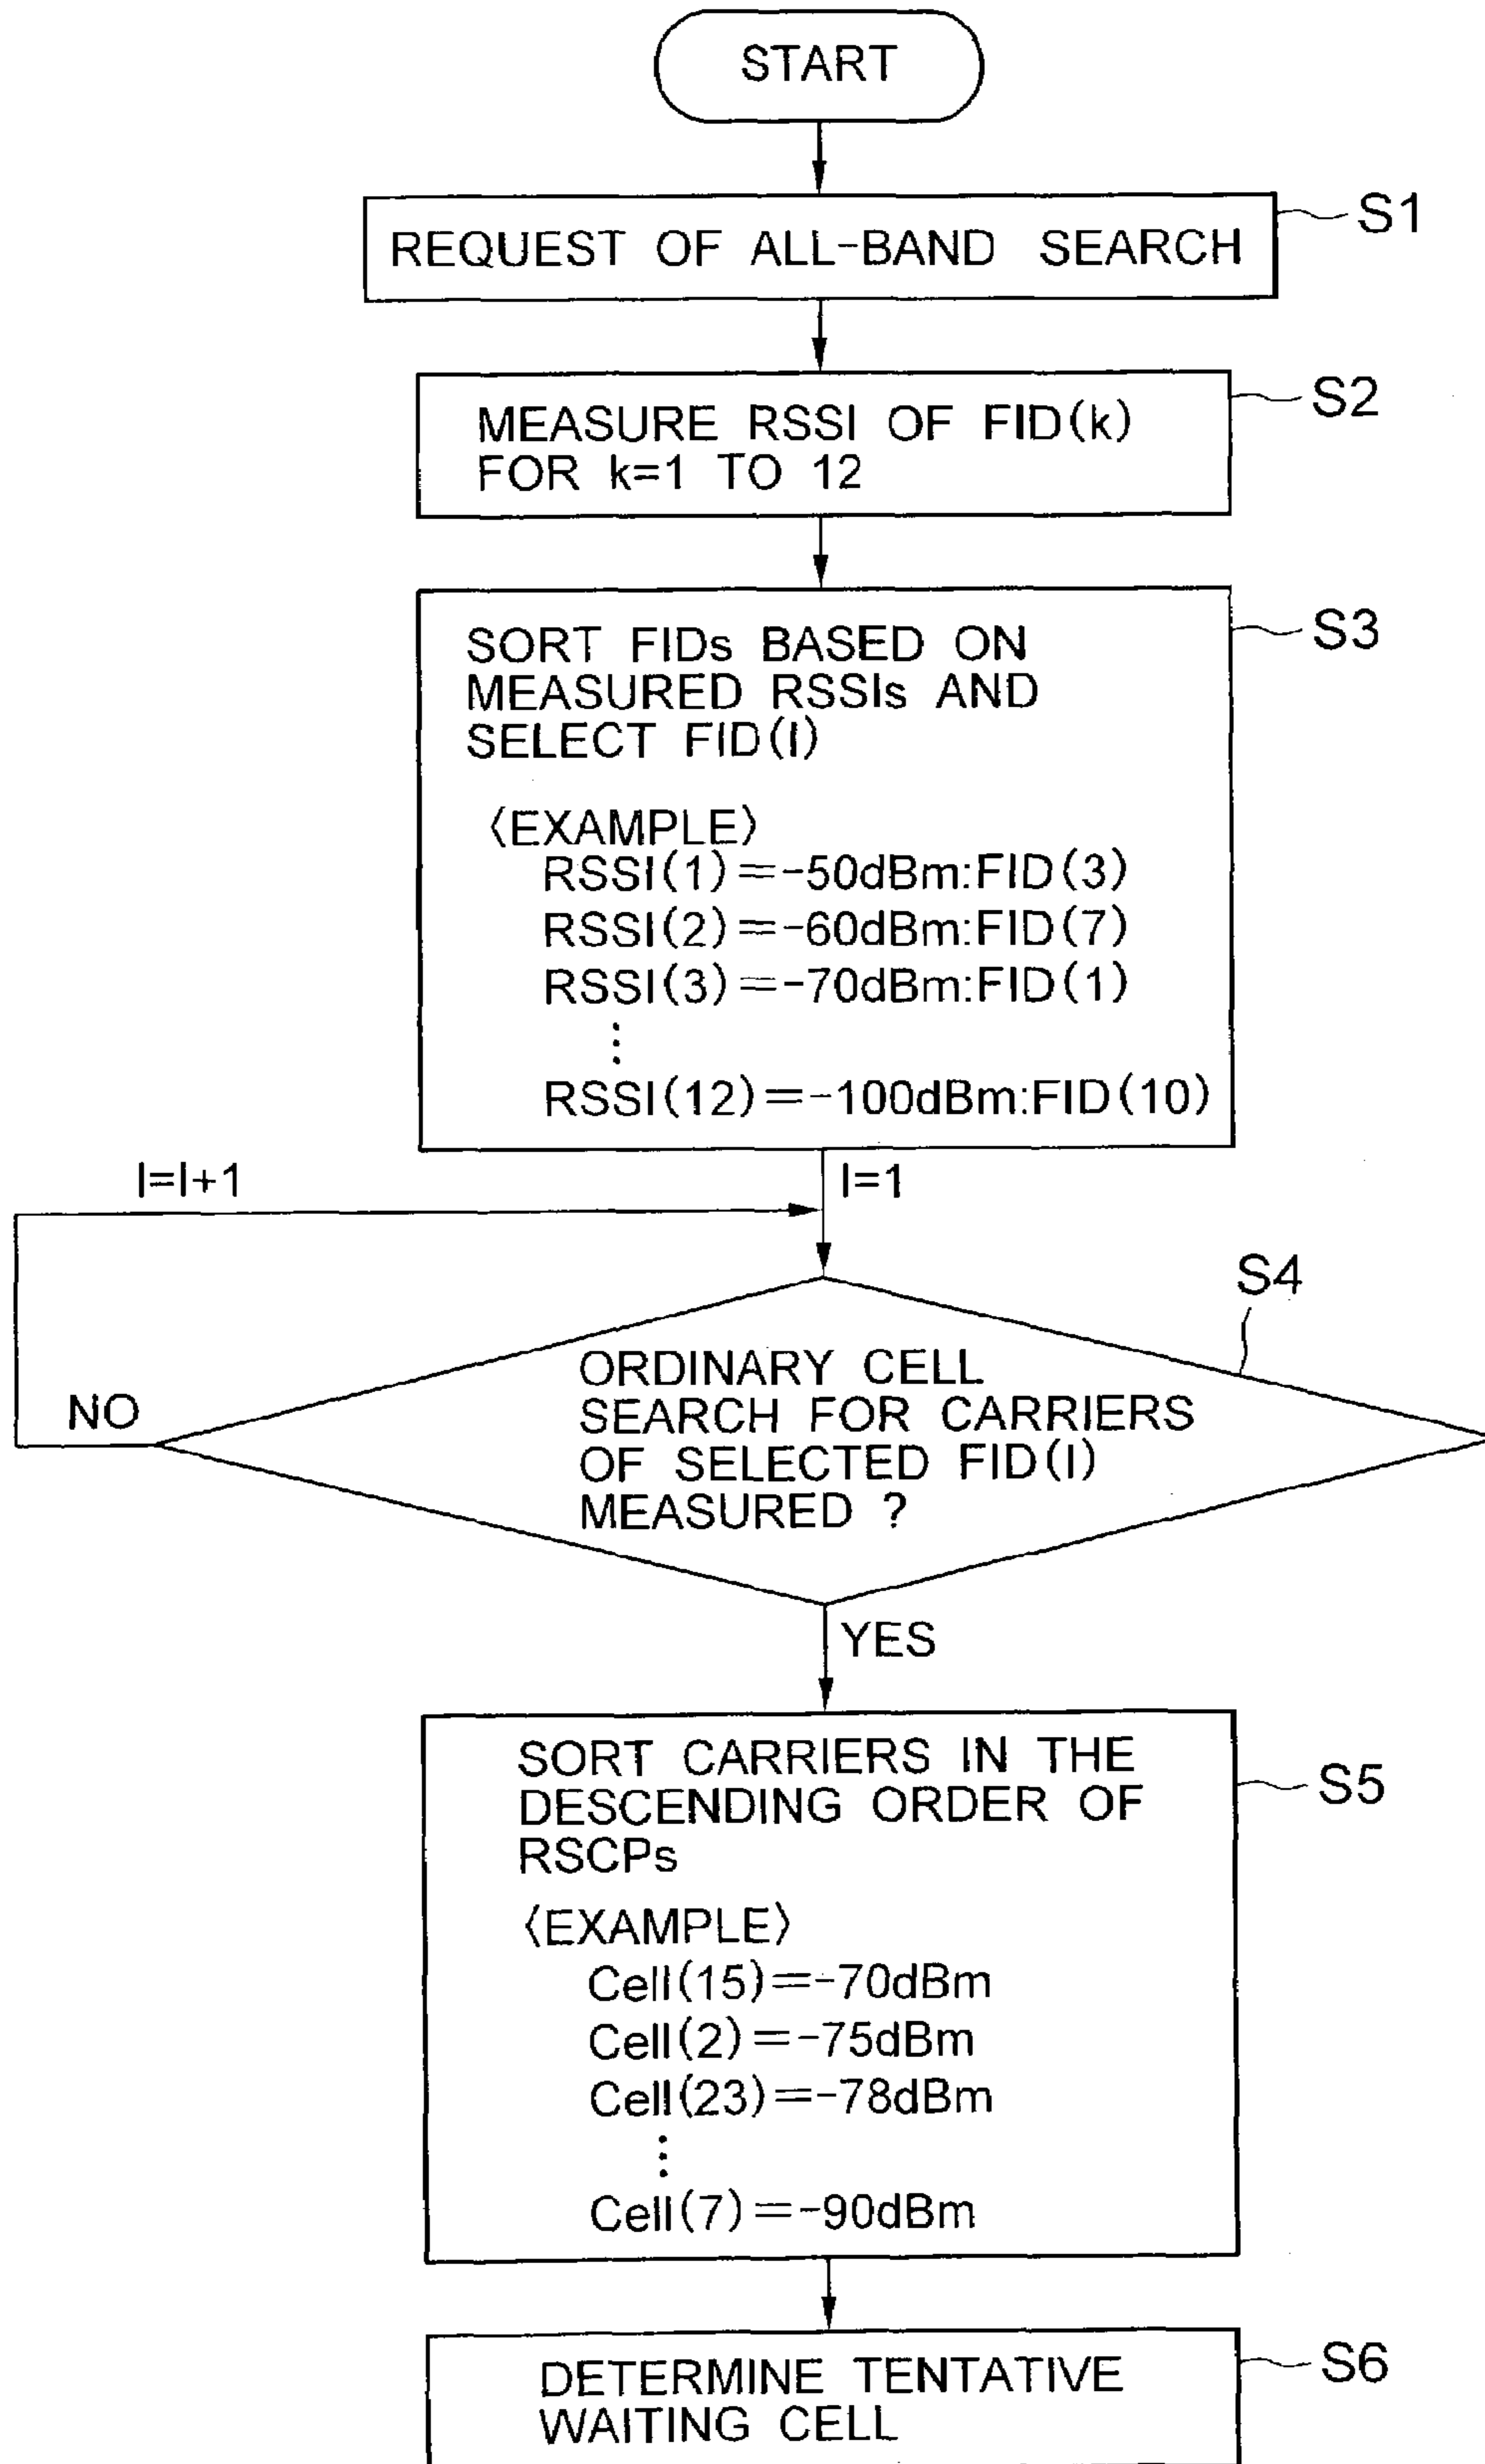 START
REQUEST OF ALL-BAND SEARCH
S1
MEASURE RSSI OF FID(k)
FOR k=1 TO 12
S2
SORT FIDs BASED ON
MEASURED RSSIs AND
SELECT FID(I)
S3
〈EXAMPLE〉
RSSI(1)=-50dBm:FID(3)
RSSI(2)=-60dBm:FID(7)
RSSI(3)=-70dBm:FID(1)
⋮
RSSI(12)=-100dBm:FID(10)
I=I+1
I=1
S4
ORDINARY CELL
SEARCH FOR CARRIERS
OF SELECTED FID(I)
MEASURED ?
NO
YES
SORT CARRIERS IN THE
DESCENDING ORDER OF
RSCPs
S5
〈EXAMPLE〉
Cell(15)=-70dBm
Cell(2)=-75dBm
Cell(23)=-78dBm
⋮
Cell(7)=-90dBm
DETERMINE TENTATIVE
WAITING CELL
S6